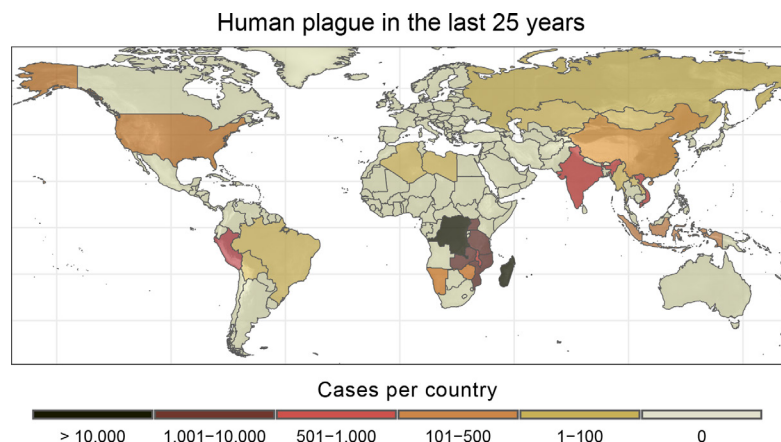 Human plague in the last 25 years
Cases per country
> 10.000 1.001–10.000 501–1.000 101–500 1–100 0